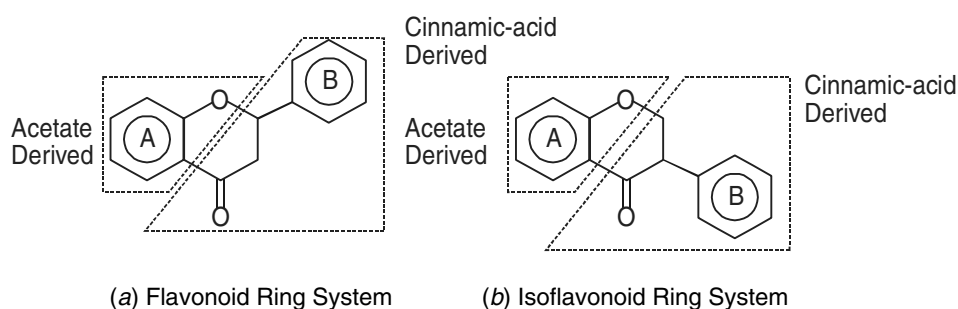 Cinnamic-acid
Derived
Acetate
Derived
A
O
B
O
(a) Flavonoid Ring System
Acetate
Derived
A
O
O
B
Cinnamic-acid
Derived
(b) Isoflavonoid Ring System